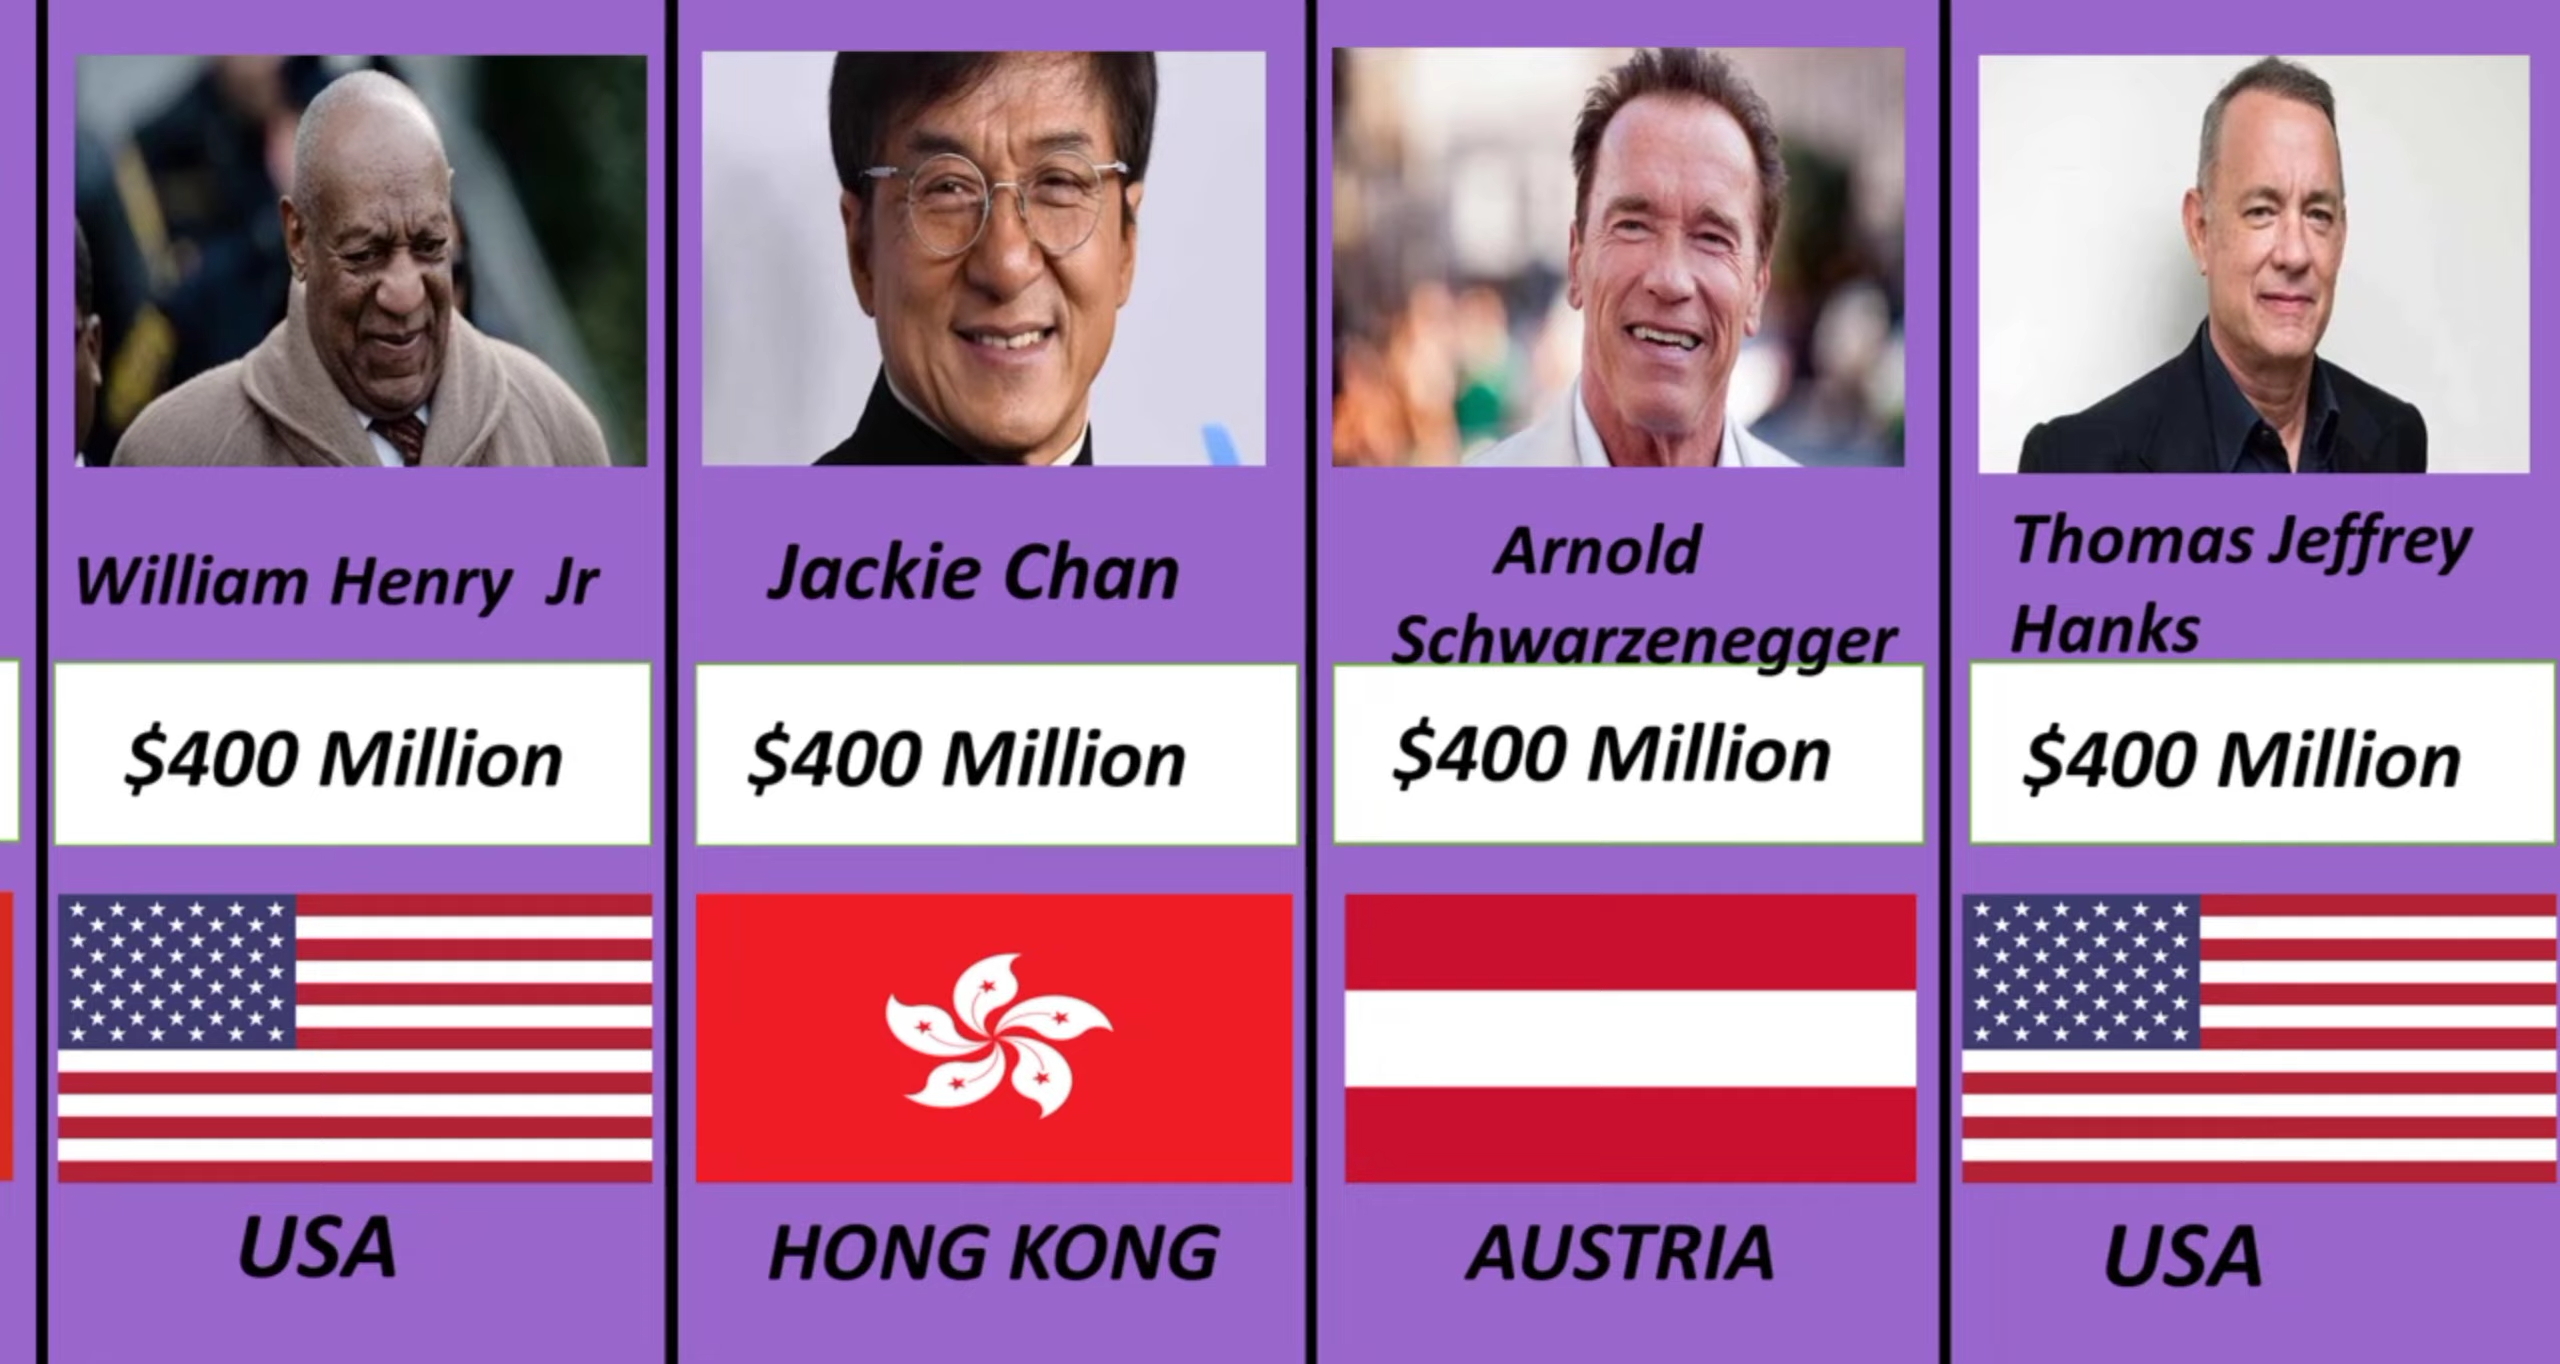 William Henry Jr
$400 Million
USA
Jackie Chan
$400 Million
HONG KONG
Arnold
Schwarzenegger
$400 Million
AUSTRIA
Thomas Jeffrey
Hanks
$400 Million
USA